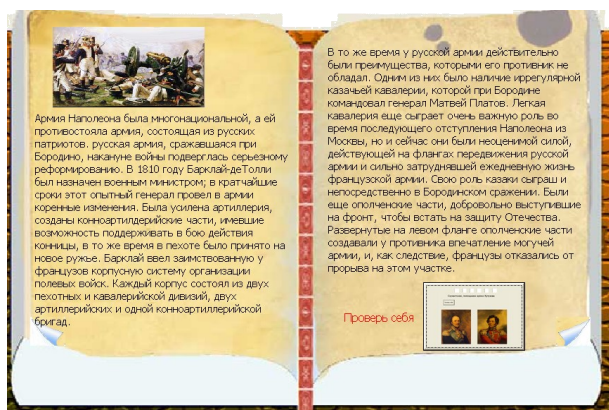 Армия Наполеона была многонациональной, а ей
противостояла армия, состоящая из русских
патриотов. русская армия, сражавшаяся при
Бородино, накануне войны подверглась серьезному
реформированию. В 1810 году Барклай-деТолли
был назначен военным министром; в кратчайшие
сроки этот опытный генерал провел в армии
коренные изменения. Была усилена артиллерия,
созданы конноартилдерийские части, имевшие
возможность поддерживать в бою действия
конницы, в то же время в пехоте было принято на
новое ружье. Барклай ввел заимствованную у
французов корпусную систему организации
полевых войск. Каждый корпус состоял из двух
пехотных и кавалерийской дивизий, двух
артиллерийских и одной конноартиллерийской
бригад.
В то же время у русской армии действительно
были преимущества, которыми его противник не
обладал. Одним из них было наличие иррегулярной
казачьей кавалерии, которой при Бородине
командовал генерал Матвей Платов. Легкая
кавалерия еще сыграет очень важную роль во
время последующего отступления Наполеона из
Москвы, но и сейчас они были неоценимой силой,
действующей на флангах передвижения русской
армии и сильно затруднявшей ежедневную жизнь
французской армии. Свою роль казаки сыграш и
непосредственно в Бородинском сражении. Были
еще ополченские части, добровольно выступившие
на фронт, чтобы встать на защиту Отечества.
Развернутые на левом фланге ополченские части
создавали у противника впечатление могучей
армии, и, как следствие, французы отказались от
прорыва на этом участке.
Проверь себя